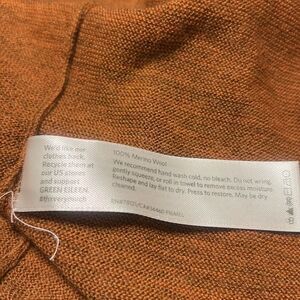 We'd like our
clothes back.
Recycle them at
our US stores
and support
GREEN EILEEN.
100% Merino Wool
We recommend hand wash cold, no bleach. Do not wring,
gently squeeze, or roll in towel to remove excess moisture.
Reshape and lay flat to dry. Press to restore. May be dry
cleaned.